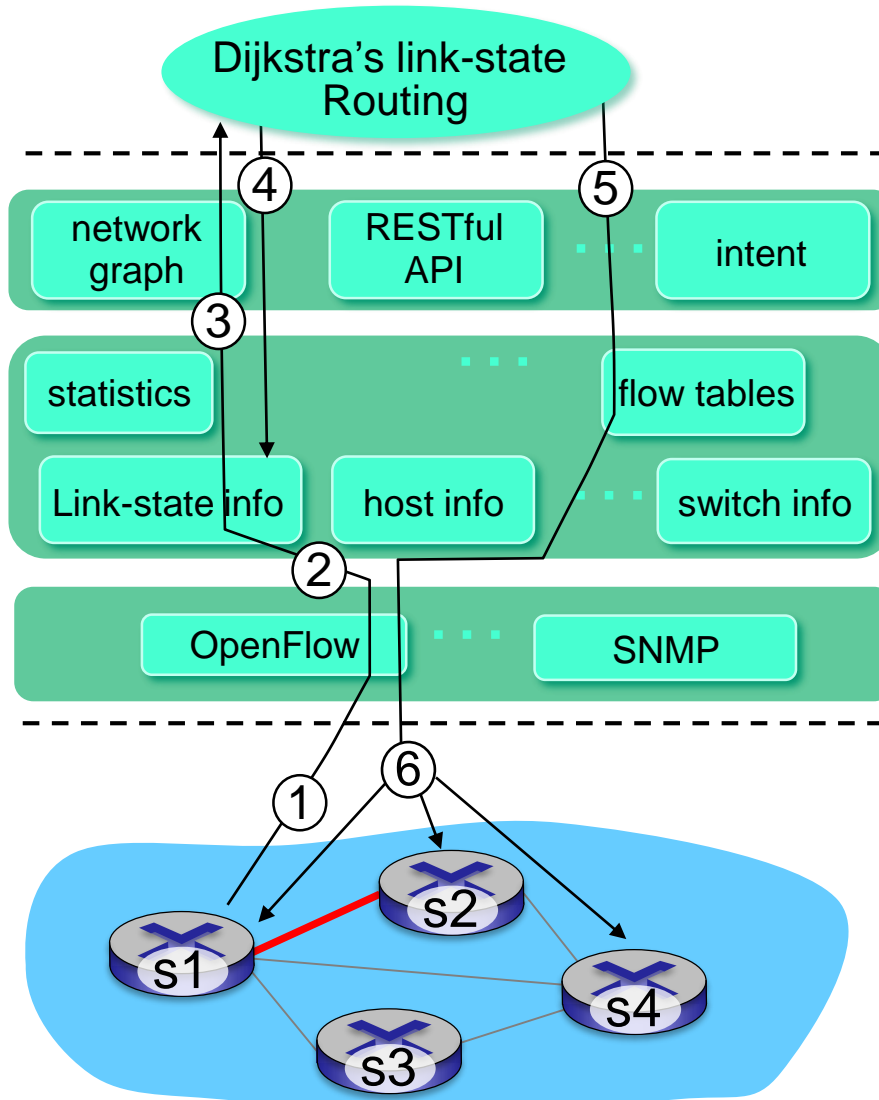 Dijkstra’s link-state
Routing
4
5
network
graph
RESTful
API
. . .
intent
3
. . .
statistics
flow tables
Link-state info
host info
. . .
switch info
2
OpenFlow
. . .
SNMP
6
1
s2
s1
s4
s3